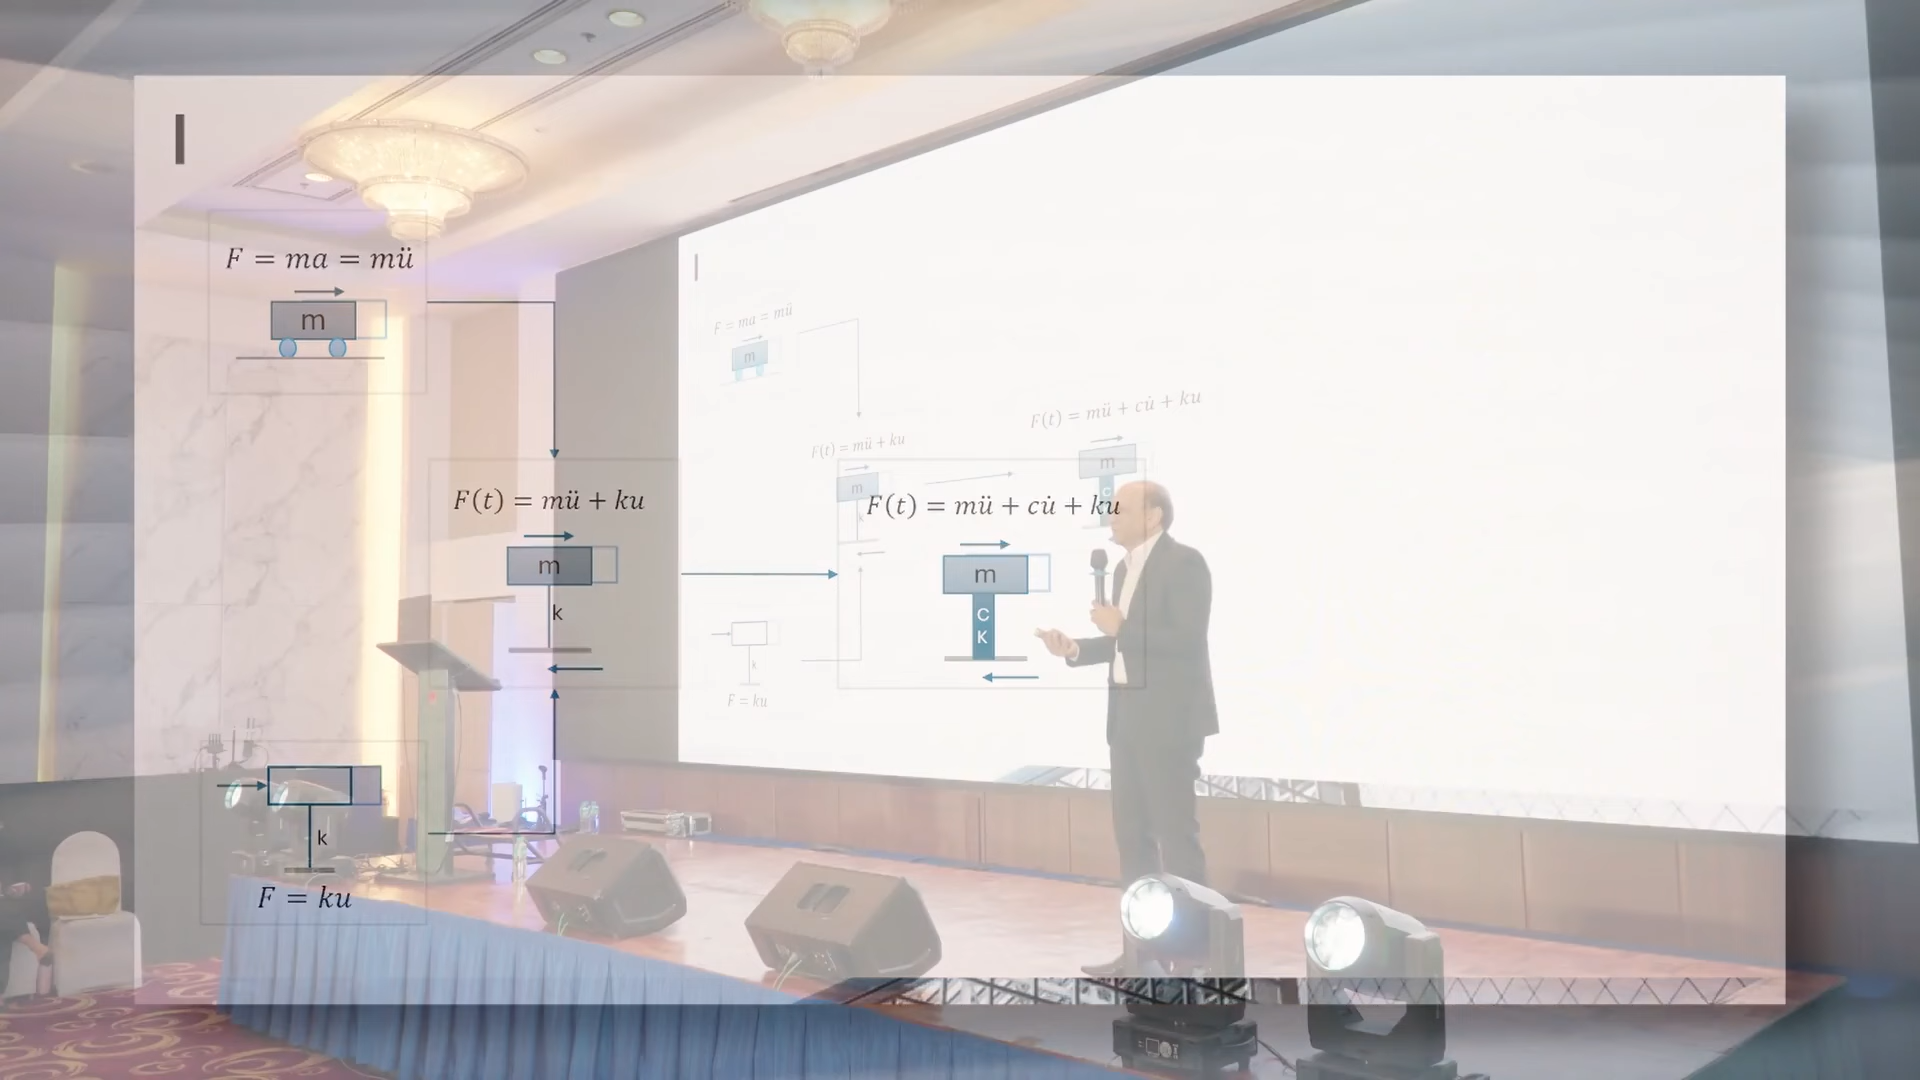 F = ma = mü
m
F(t) = mü + ku
m
k
F(t) = mü + cu̇ + ku
m
C
K
k
F = ku
F = ma = mü
m
F(t) = mü + cu̇ + ku
m
C
F(t) = mü + ku
m
k
k
F = ku